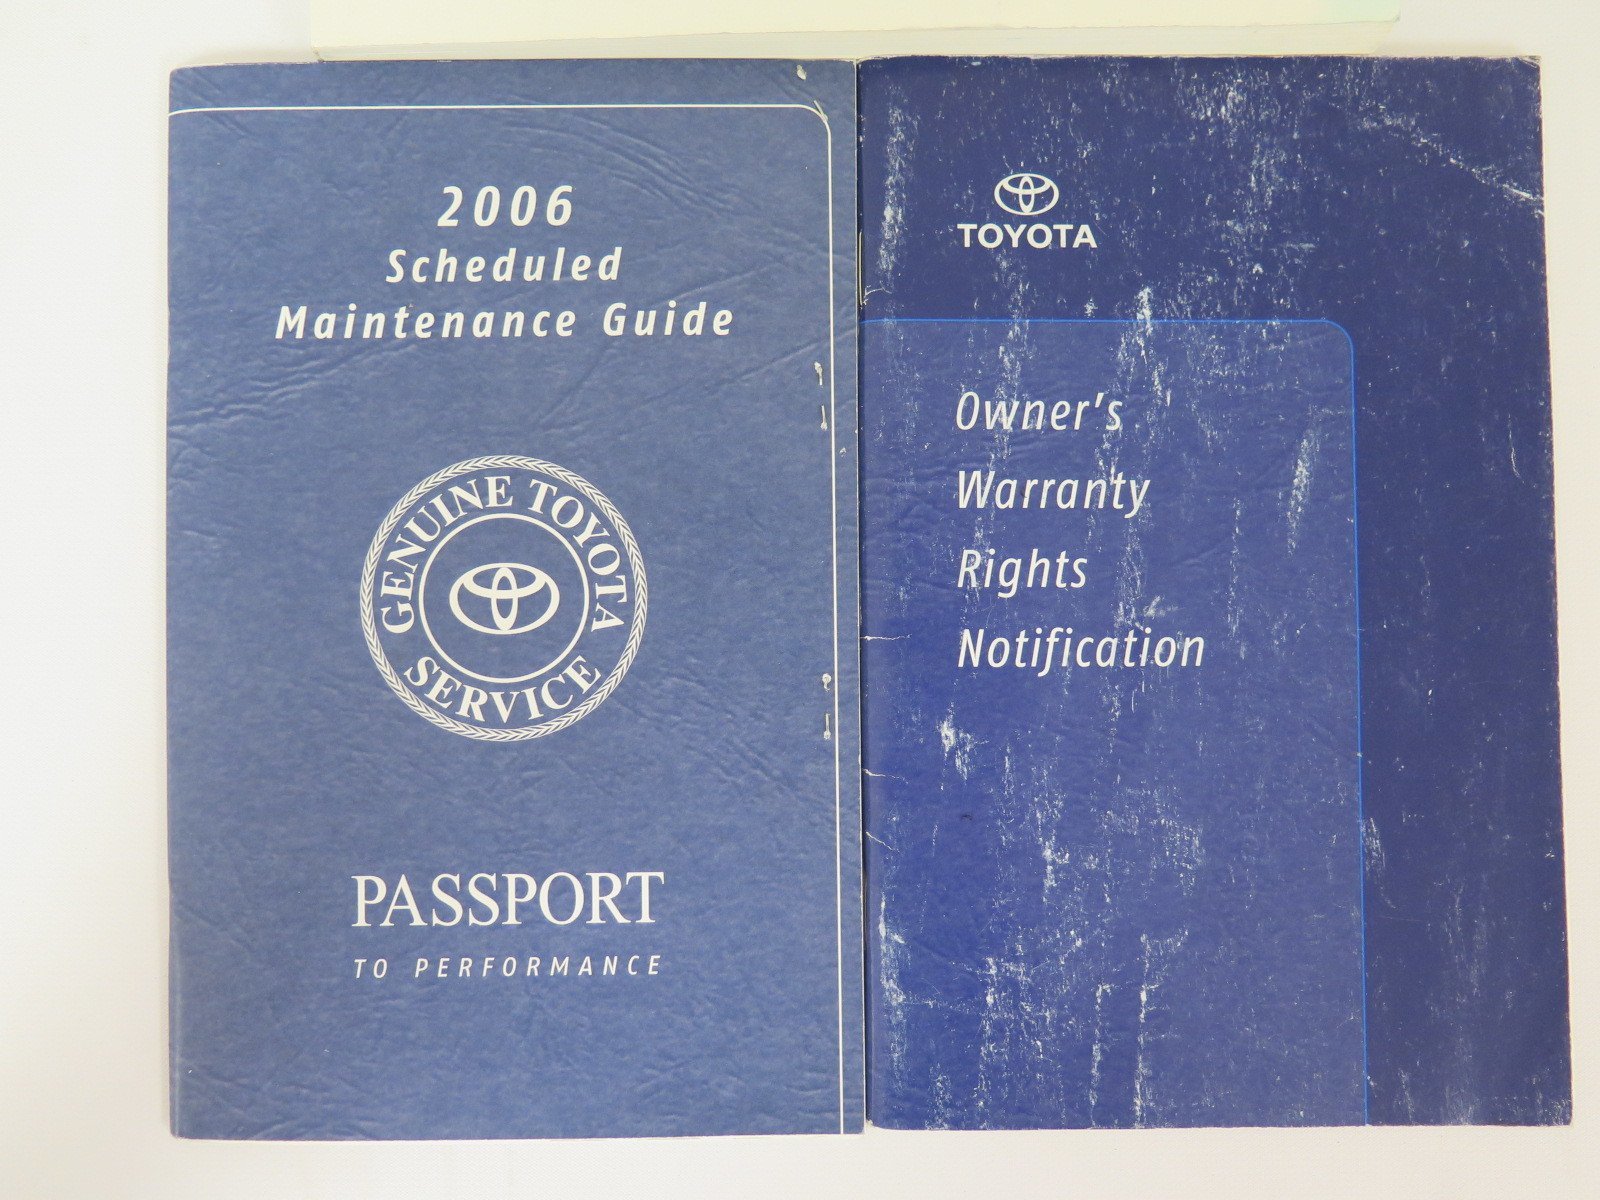 2006
Scheduled
Maintenance Guide
GENUINE TOYOTA
SERVICE
PASSPORT
TO PERFORMANCE
TOYOTA
Owner's
Warranty
Rights
Notification